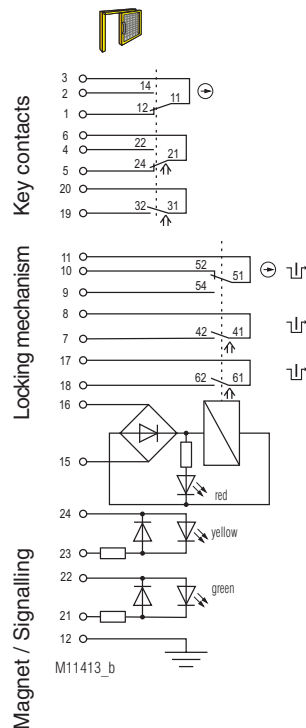 Key contacts
3
2 14
11
1 12
6
4 22
21
5 24
20
19 32 31
Locking mechanism
11
10 52
51
9 54
8
7 42 41
17
18 62 61
Magnet / Signalling
16
15
red
24
yellow
23
22
green
21
12
M11413_b